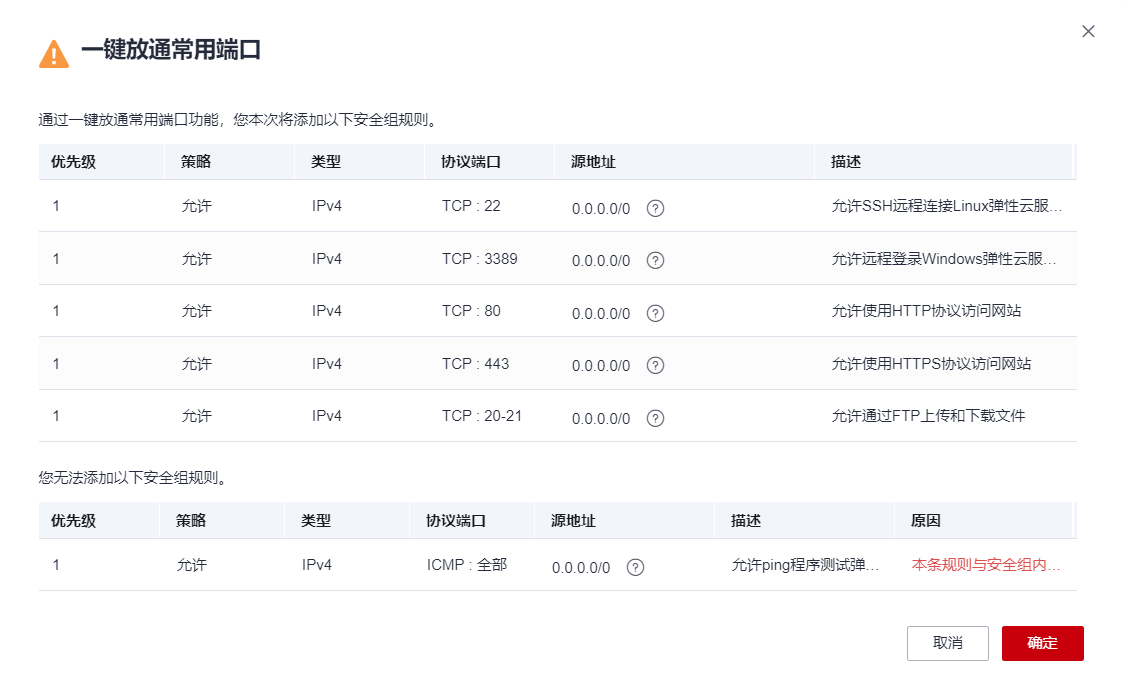 一键放通常用端口
通过一键放通常用端口功能，您本次将添加以下安全组规则。
优先级 策略 类型 协议端口 源地址 描述
1 允许 IPv4 TCP : 22 0.0.0.0/0 ? 允许SSH远程连接Linux弹性云服...
1 允许 IPv4 TCP : 3389 0.0.0.0/0 ? 允许远程登录Windows弹性云服...
1 允许 IPv4 TCP : 80 0.0.0.0/0 ? 允许使用HTTP协议访问网站
1 允许 IPv4 TCP : 443 0.0.0.0/0 ? 允许使用HTTPS协议访问网站
1 允许 IPv4 TCP : 20-21 0.0.0.0/0 ? 允许通过FTP上传和下载文件
您无法添加以下安全组规则。
优先级 策略 类型 协议端口 源地址 描述 原因
1 允许 IPv4 ICMP : 全部 0.0.0.0/0 ? 允许ping程序测试弹... 本条规则与安全组内...
取消 确定